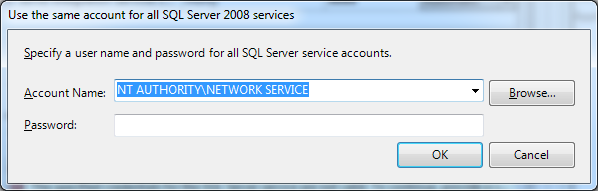 Use the same account for all SQL Server 2008 services
Specify a user name and password for all SQL Server service accounts.
Account Name: NT AUTHORITY\NETWORK SERVICE Browse...
Password:
OK Cancel